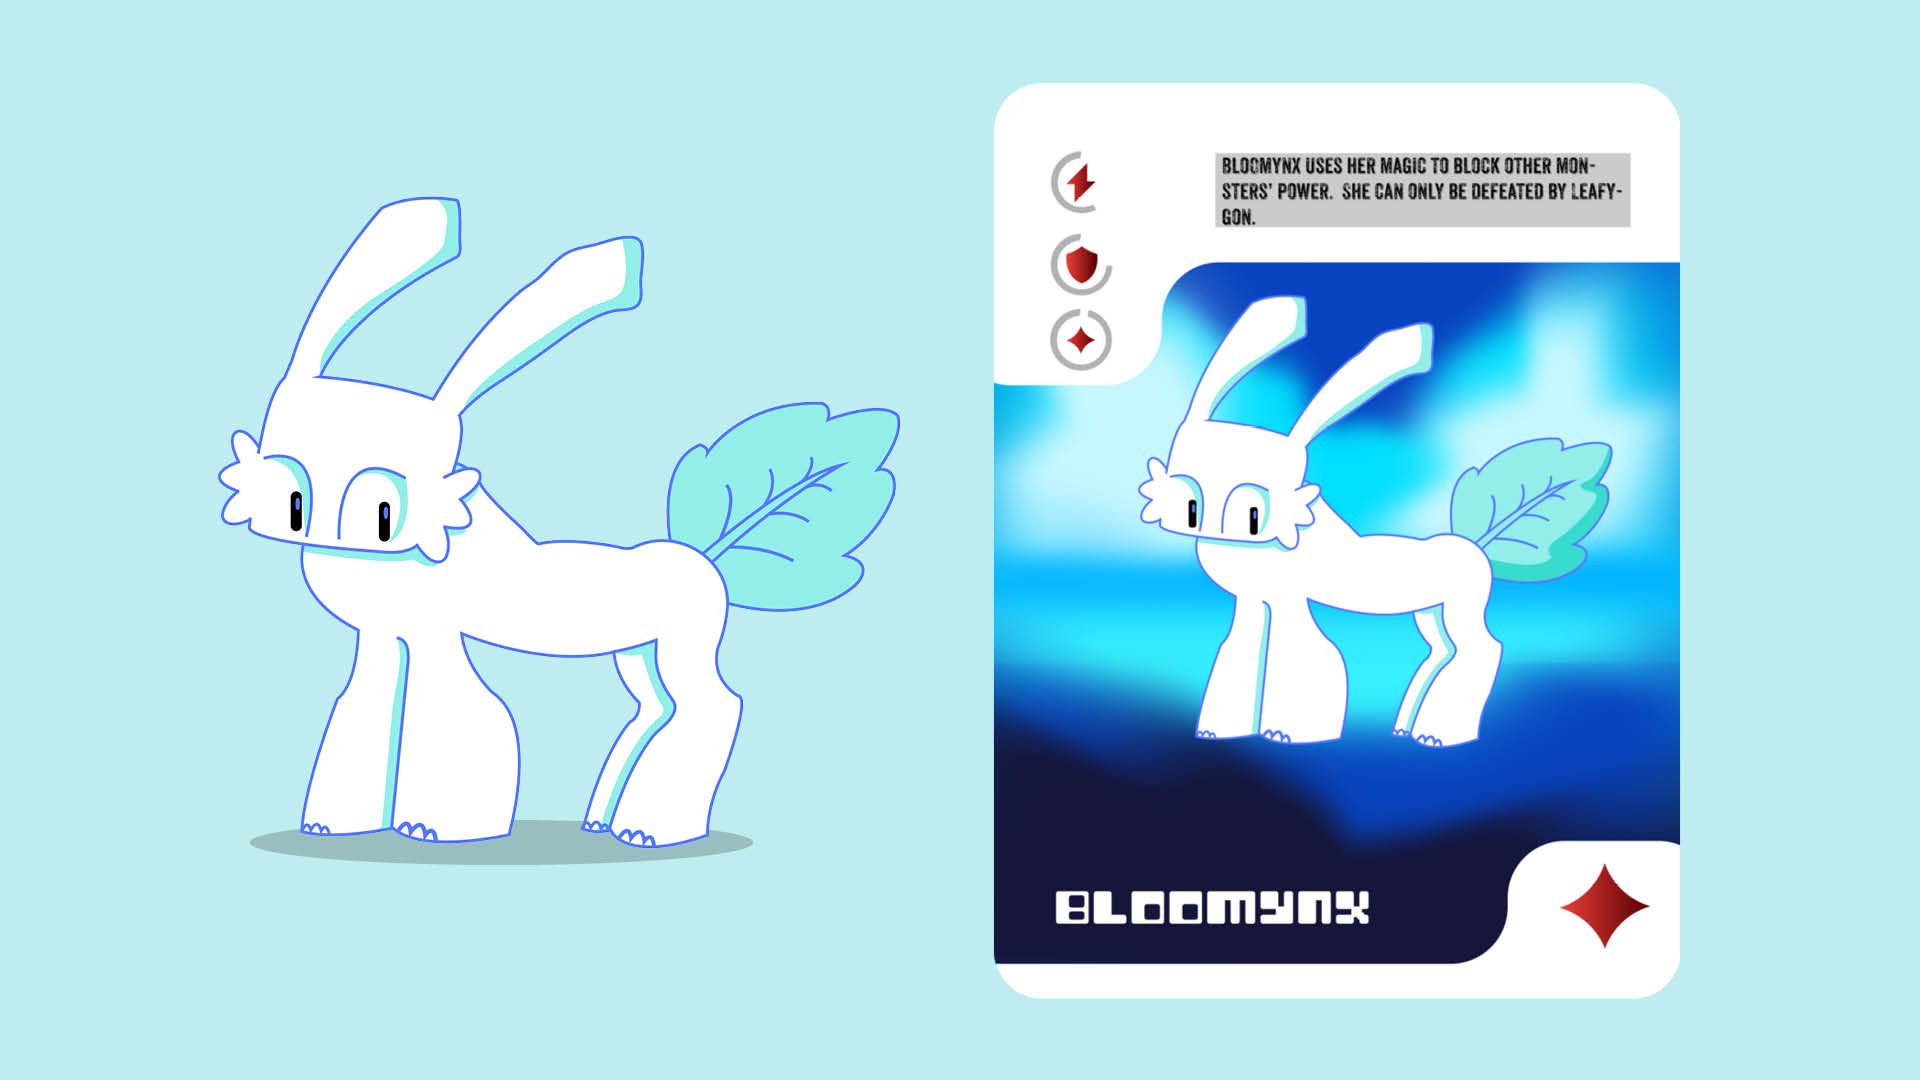 BLOOMYNX USES HER MAGIC TO BLOCK OTHER MON-
STERS' POWER.  SHE CAN ONLY BE DEFEATED BY LEAFY-
GON.
BLOOMYNX